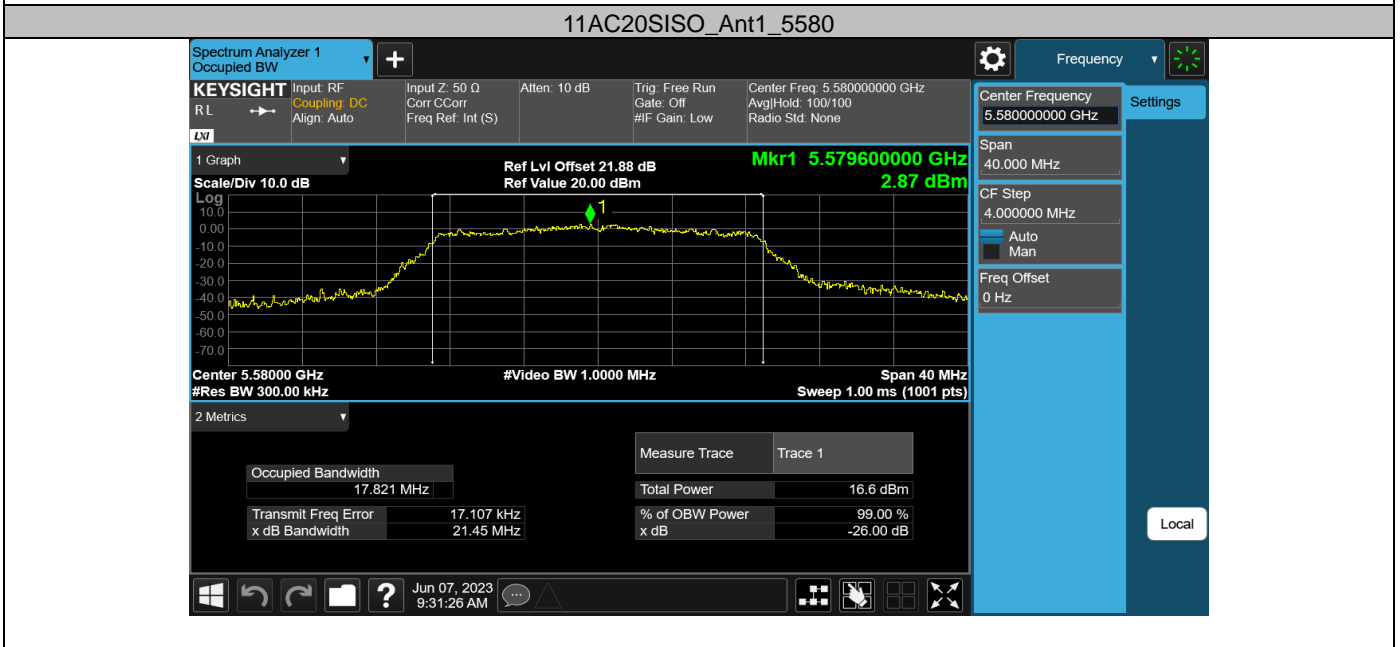 11AC20SISO_Ant1_5580
Spectrum Analyzer 1
Occupied BW
+
Frequency
KEYSIGHT
RL
LXI
Input: RF
Coupling: DC
Align: Auto
Input Z: 50 Ω
Corr CCorr
Freq Ref: Int (S)
Atten: 10 dB
Trig: Free Run
Gate: Off
#IF Gain: Low
Center Freq: 5.580000000 GHz
Avg|Hold: 100/100
Radio Std: None
Center Frequency
5.580000000 GHz
Settings
Span
40.000 MHz
CF Step
4.000000 MHz
Auto
Man
Freq Offset
0 Hz
Local
1 Graph
Scale/Div 10.0 dB
Ref Lvl Offset 21.88 dB
Ref Value 20.00 dBm
Mkr1 5.579600000 GHz
2.87 dBm
Log
10.0
0.00
-10.0
-20.0
-30.0
-40.0
-50.0
-60.0
-70.0
1
Center 5.58000 GHz
#Res BW 300.00 kHz
#Video BW 1.0000 MHz
Span 40 MHz
Sweep 1.00 ms (1001 pts)
2 Metrics
Measure Trace Trace 1
Occupied Bandwidth
17.821 MHz
Total Power 16.6 dBm
Transmit Freq Error 17.107 kHz
% of OBW Power 99.00 %
x dB Bandwidth 21.45 MHz
x dB -26.00 dB
?
Jun 07, 2023
9:31:26 AM